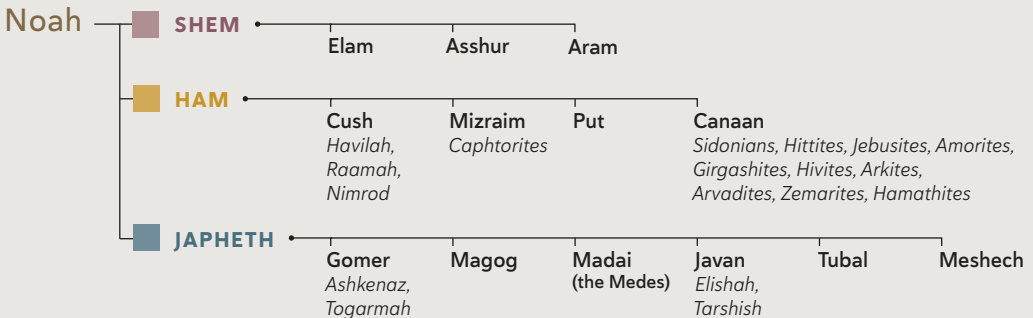 Noah
SHEM
Elam Asshur Aram
HAM
Cush Mizraim Put Canaan
Havilah, Caphtorites Sidonians, Hittites, Jebusites, Amorites,
Raamah, Girgashites, Hivites, Arkites,
Nimrod Arvadites, Zemarites, Hamathites
JAPHETH
Gomer Magog Madai Javan Tubal Meshech
Ashkenaz, (the Medes) Elishah,
Togarmah Tarshish